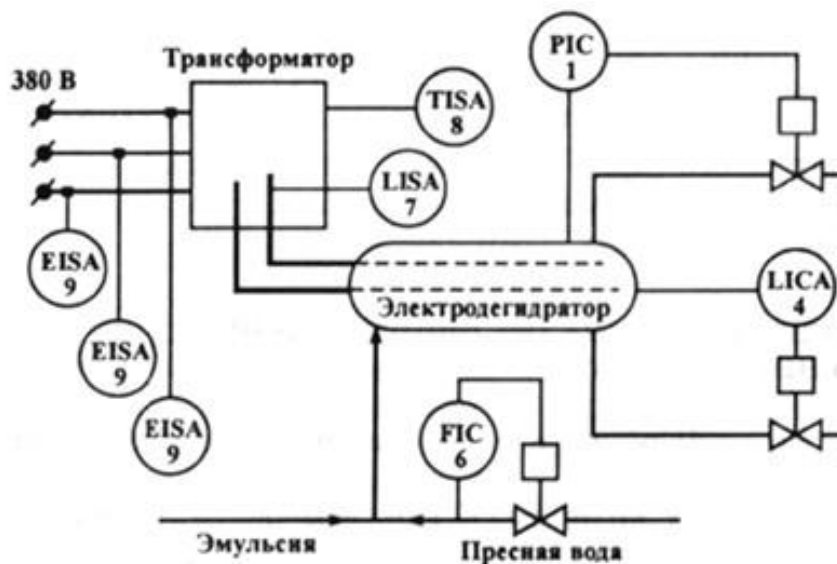 Трансформатор
380 В
PIC
1
TISA
8
LISA
7
EISA
9
Электродегидратор
LICA
4
EISA
9
EISA
9
FIC
6
Эмульсия
Пресная вода